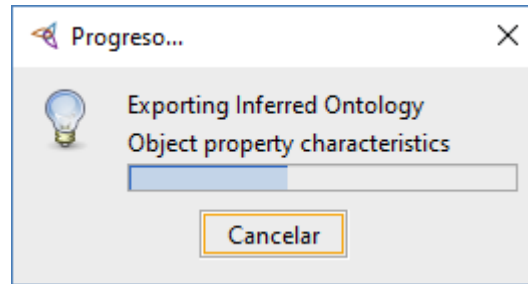 Progreso...
Exporting Inferred Ontology
Object property characteristics
Cancelar